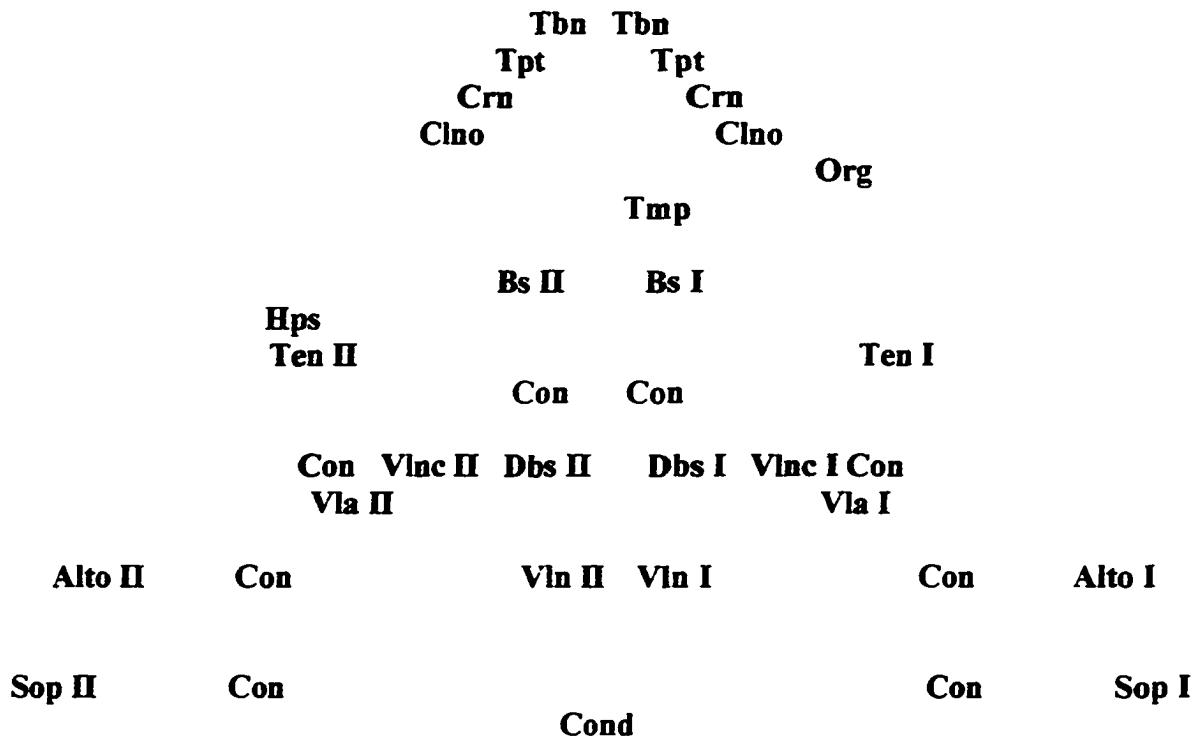 Tbn Tbn
Tpt Tpt
Crn Crn
Clno Clno
Org
Tmp
Bs II Bs I
Hps
Ten II Ten I
Con Con
Con Vlnc II Dbs II Dbs I Vlnc I Con
Vla II Vla I
Alto II Con Vln II Vln I Con Alto I
Sop II Con Con Sop I
Cond